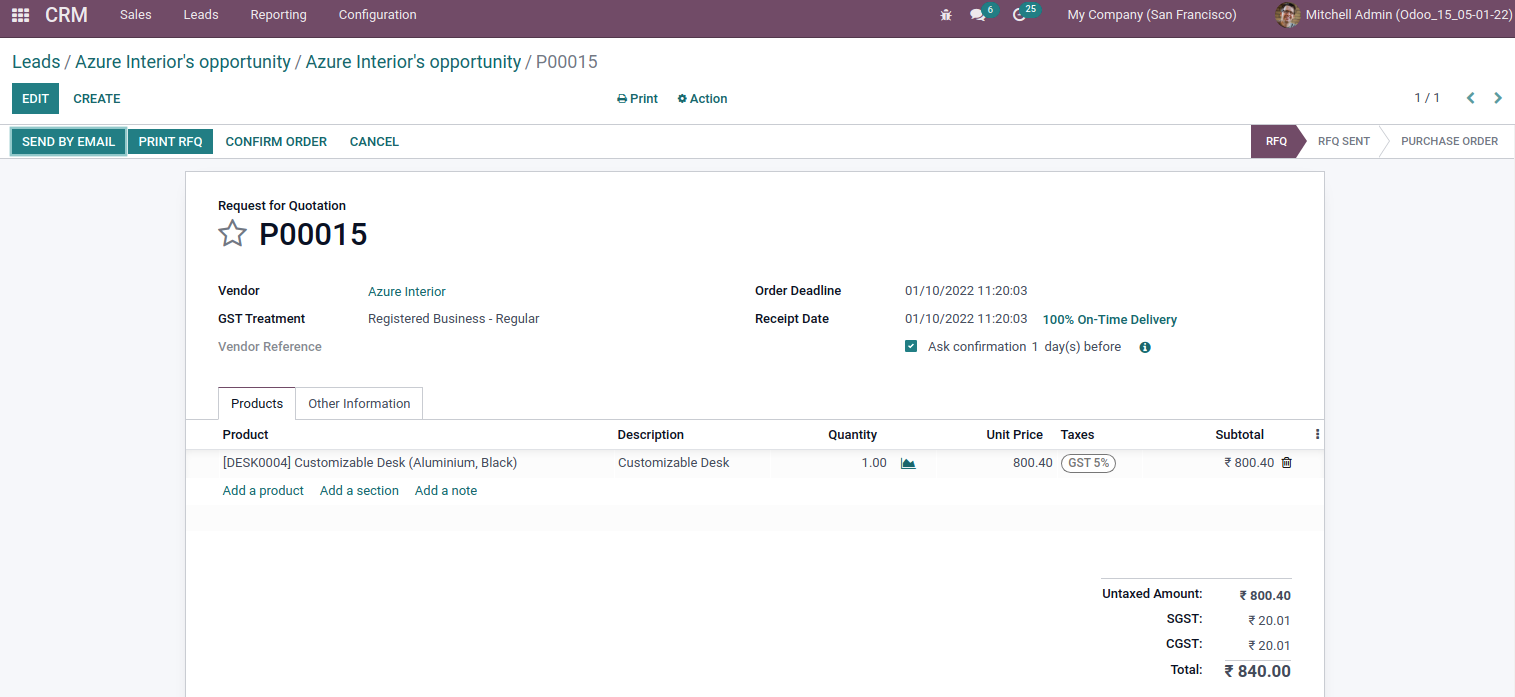 CRM Sales Leads Reporting Configuration 6 25 My Company (San Francisco) Mitchell Admin (Odoo_15_05-01-22)
Leads / Azure Interior's opportunity / Azure Interior's opportunity / P00015
EDIT CREATE Print Action 1 / 1
SEND BY EMAIL PRINT RFQ CONFIRM ORDER CANCEL RFQ RFQ SENT PURCHASE ORDER
Request for Quotation
P00015
Vendor Azure Interior Order Deadline 01/10/2022 11:20:03
GST Treatment Registered Business - Regular Receipt Date 01/10/2022 11:20:03 100% On-Time Delivery
Vendor Reference Ask confirmation 1 day(s) before
Products Other Information
Product Description Quantity Unit Price Taxes Subtotal
[DESK0004] Customizable Desk (Aluminium, Black) Customizable Desk 1.00 800.40 GST 5% ₹ 800.40
Add a product Add a section Add a note
Untaxed Amount: ₹ 800.40
SGST: ₹ 20.01
CGST: ₹ 20.01
Total: ₹ 840.00